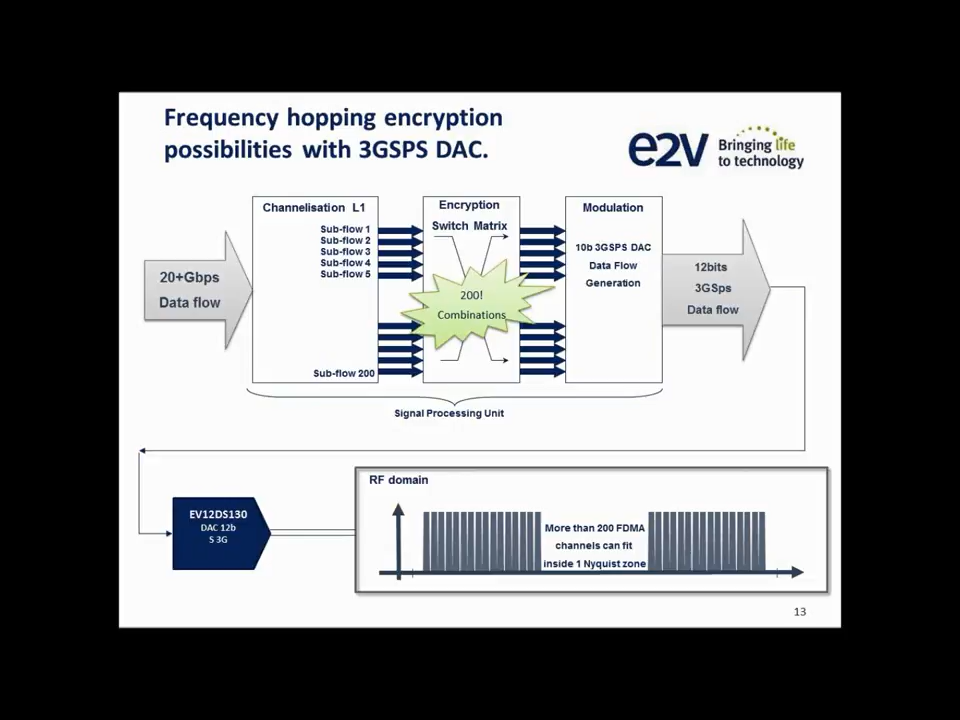 Frequency hopping encryption
possibilities with 3GSPS DAC.
e2v
Bringing life
to technology
20+Gbps
Data flow
Channelisation L1
Sub-flow 1
Sub-flow 2
Sub-flow 3
Sub-flow 4
Sub-flow 5
Sub-flow 200
Encryption
Switch Matrix
200!
Combinations
Modulation
10b 3GSPS DAC
Data Flow
Generation
12bits
3GSps
Data flow
Signal Processing Unit
EV12DS130
DAC 12b
5 3G
RF domain
More than 200 FDMA
channels can fit
inside 1 Nyquist zone
13